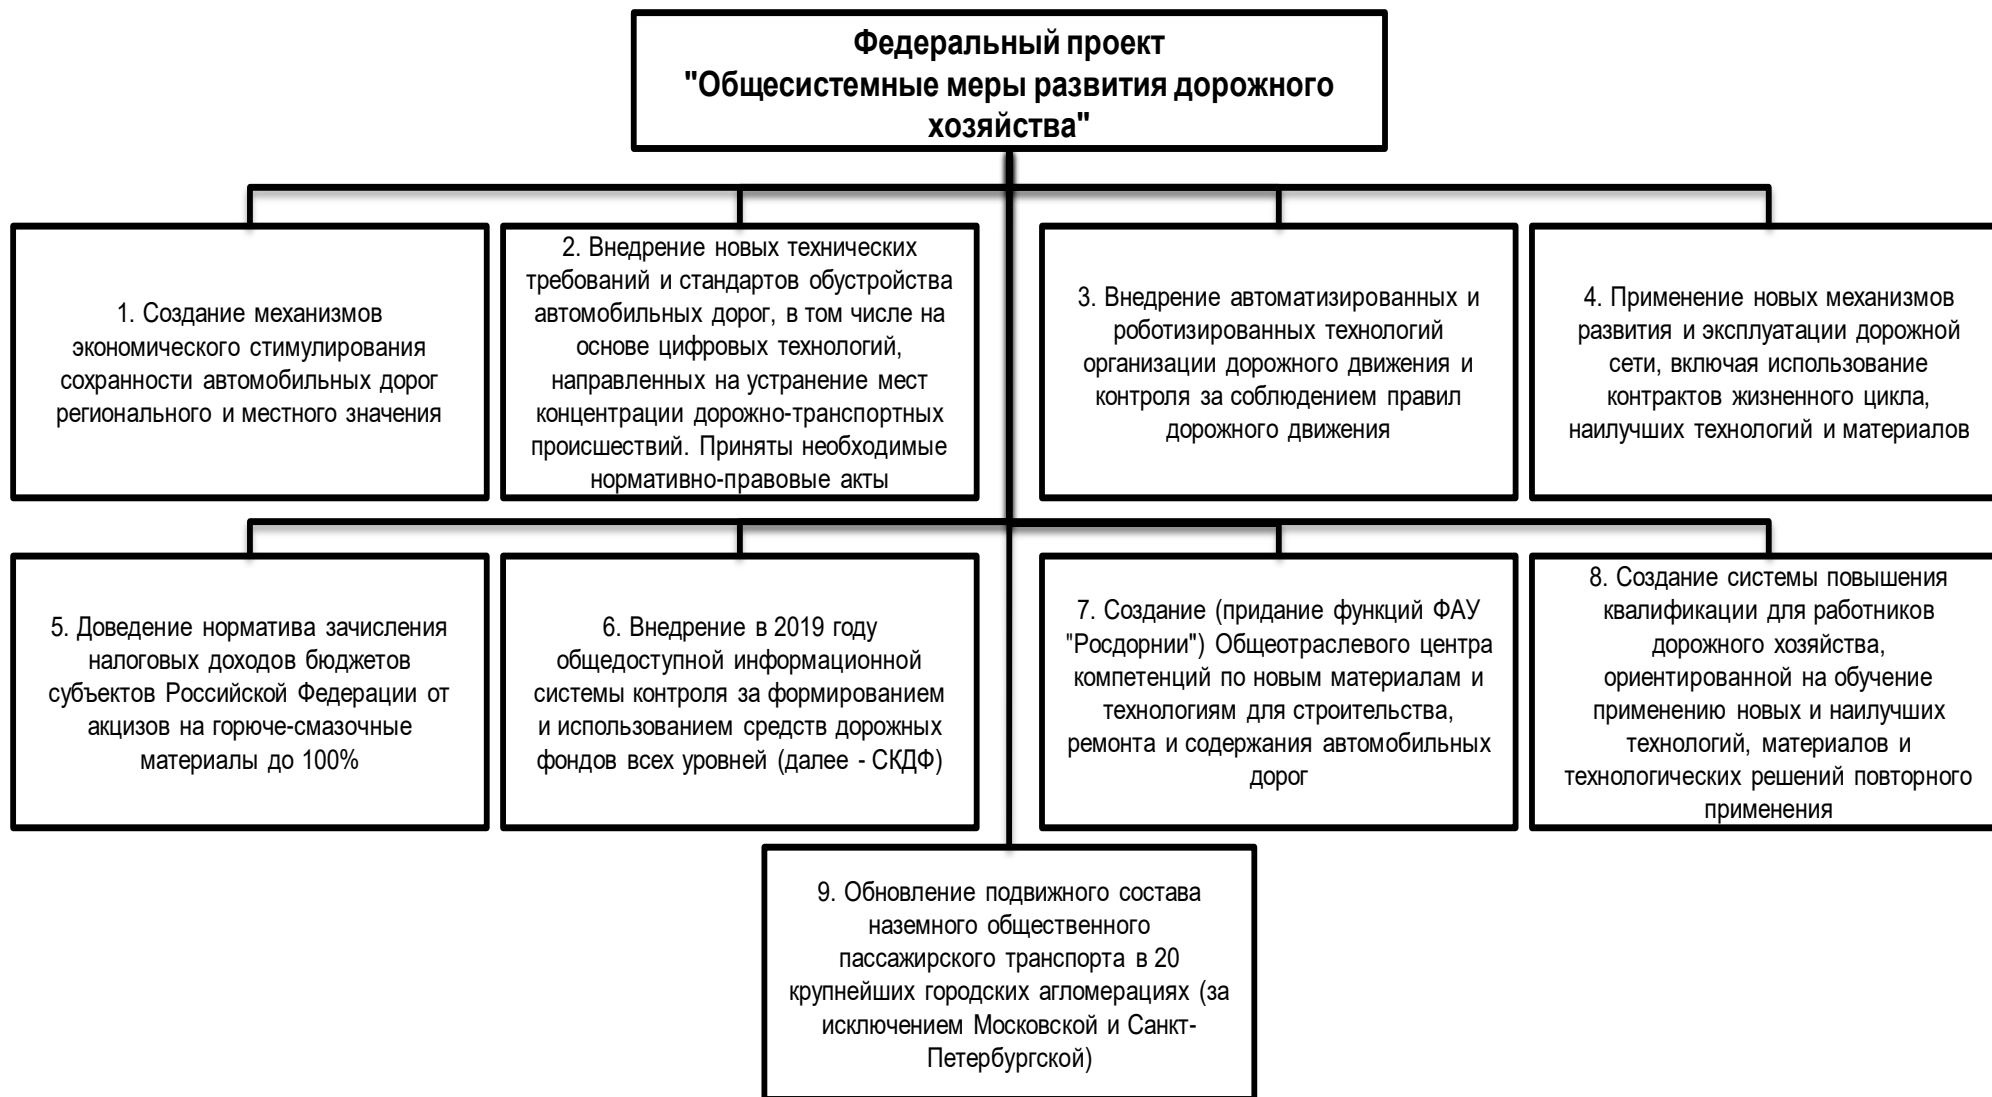 Федеральный проект
"Общесистемные меры развития дорожного
хозяйства"
1. Создание механизмов
экономического стимулирования
сохранности автомобильных дорог
регионального и местного значения
2. Внедрение новых технических
требований и стандартов обустройства
автомобильных дорог, в том числе на
основе цифровых технологий,
направленных на устранение мест
концентрации дорожно-транспортных
происшествий. Приняты необходимые
нормативно-правовые акты
3. Внедрение автоматизированных и
роботизированных технологий
организации дорожного движения и
контроля за соблюдением правил
дорожного движения
4. Применение новых механизмов
развития и эксплуатации дорожной
сети, включая использование
контрактов жизненного цикла,
наилучших технологий и материалов
5. Доведение норматива зачисления
налоговых доходов бюджетов
субъектов Российской Федерации от
акцизов на горюче-смазочные
материалы до 100%
6. Внедрение в 2019 году
общедоступной информационной
системы контроля за формированием
и использованием средств дорожных
фондов всех уровней (далее - СКДФ)
7. Создание (придание функций ФАУ
"Росдорнии") Общеотраслевого центра
компетенций по новым материалам и
технологиям для строительства,
ремонта и содержания автомобильных
дорог
8. Создание системы повышения
квалификации для работников
дорожного хозяйства,
ориентированной на обучение
применению новых и наилучших
технологий, материалов и
технологических решений повторного
применения
9. Обновление подвижного состава
наземного общественного
пассажирского транспорта в 20
крупнейших городских агломерациях (за
исключением Московской и Санкт-
Петербургской)